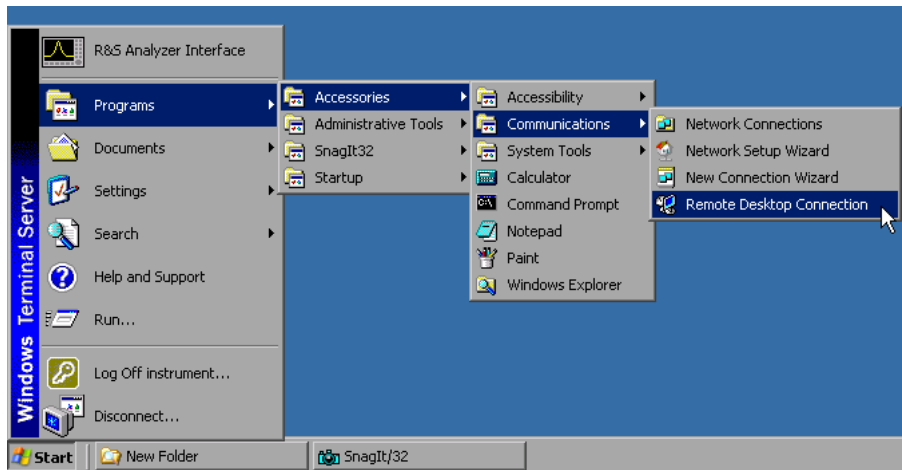 R&S Analyzer Interface
Programs
Documents
Settings
Search
Help and Support
Run...
Log Off instrument...
Disconnect...
Windows Terminal Server
Accessories
Administrative Tools
SnagIt32
Startup
Accessibility
Communications
System Tools
Calculator
Command Prompt
Notepad
Paint
Windows Explorer
Network Connections
Network Setup Wizard
New Connection Wizard
Remote Desktop Connection
Start
New Folder
SnagIt/32